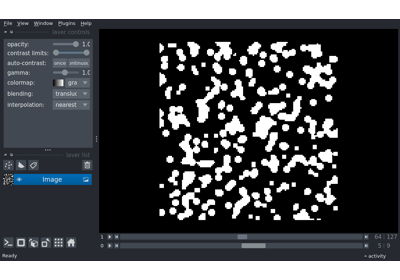 File View Window Plugins Help
layer controls
opacity: 1.0
contrast limits:
auto-contrast: once
gamma: 1.0
colormap: gra
blending: translu
interpolation: nearest
layer list
Image
1 64 127
0 5 9
Ready activity